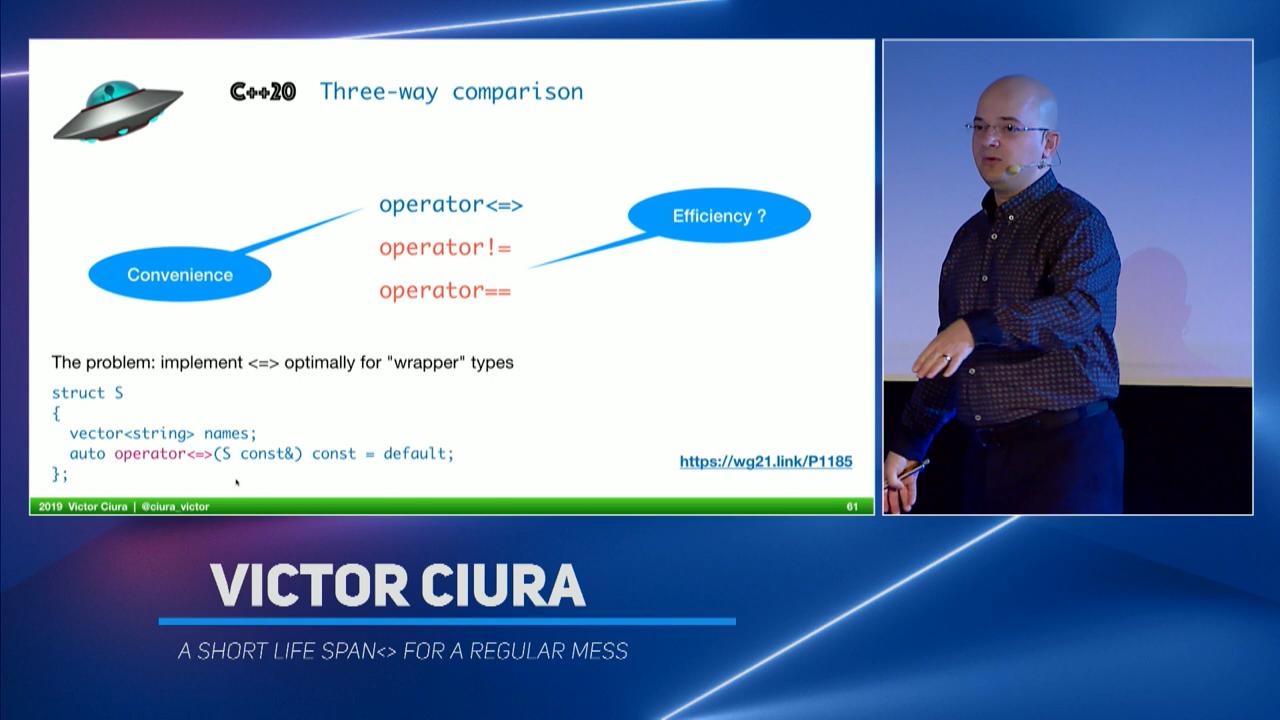 C++20 Three-way comparison
operator<=>
Efficiency ?
operator!=
Convenience
operator==
The problem: implement <=> optimally for "wrapper" types
struct S
{
vector<string> names;
auto operator<=>(S const&) const = default;
};
https://wg21.link/P1185
2019 Victor Ciura | @ciura_victor
61
VICTOR CIURA
A SHORT LIFE SPAN<> FOR A REGULAR MESS